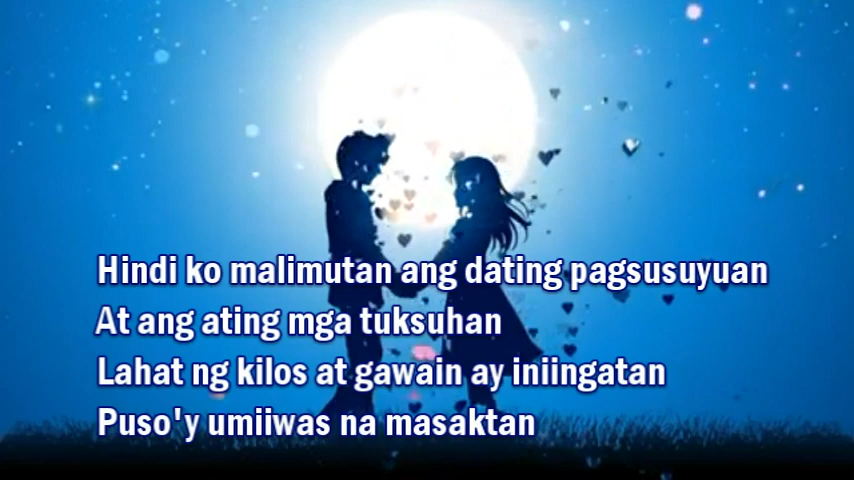 Hindi ko malimutan ang dating pagsusuyuan
At ang ating mga tuksuhan
Lahat ng kilos at gawain ay iniingatan
Puso'y umiiwas na masaktan